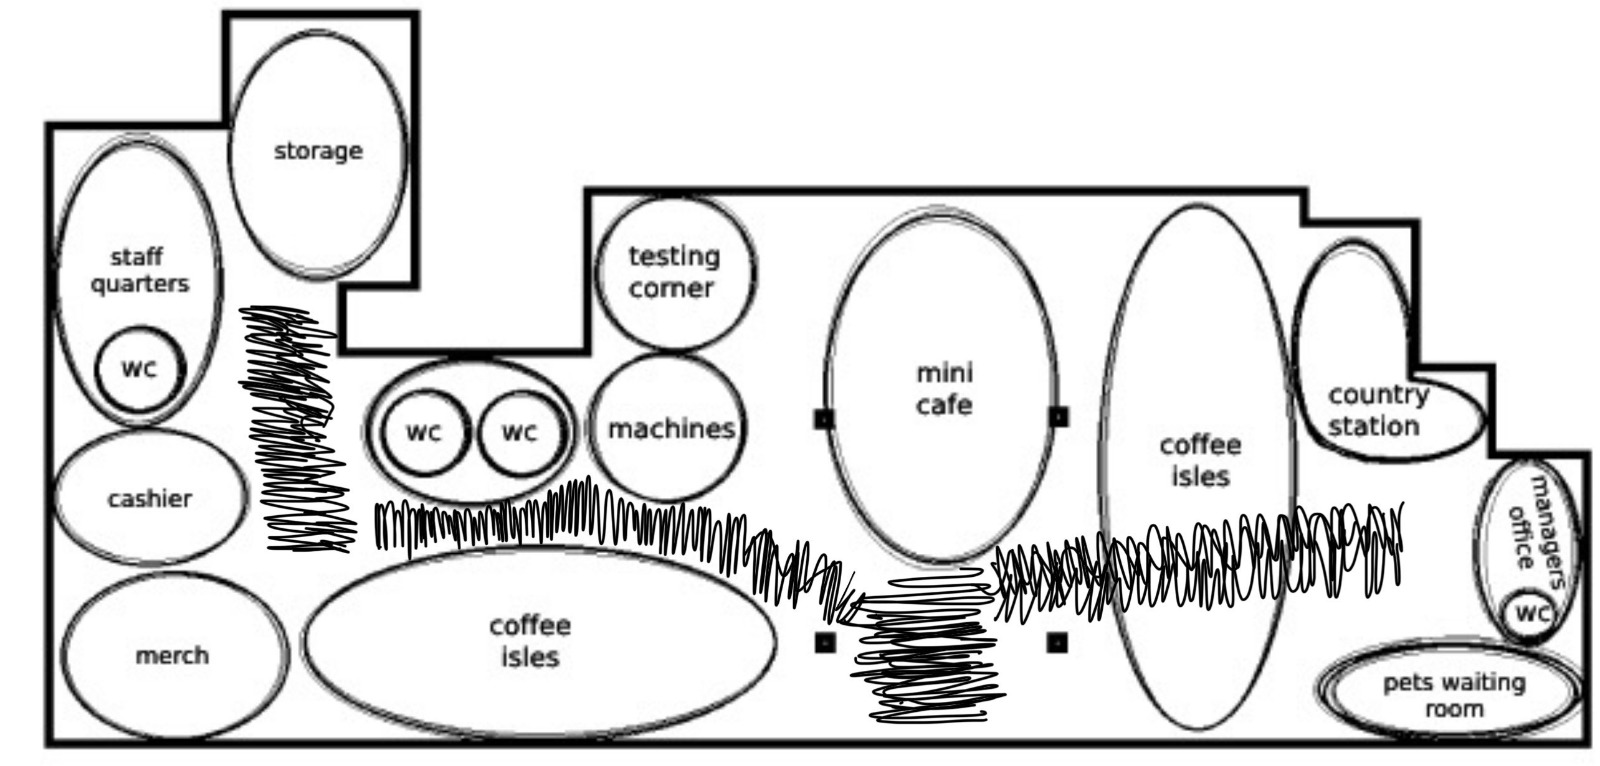 storage
staff
quarters
wc
cashier
merch
wc
wc
testing
corner
machines
coffee
isles
mini
cafe
coffee
isles
country
station
managers
office
wc
pets waiting
room